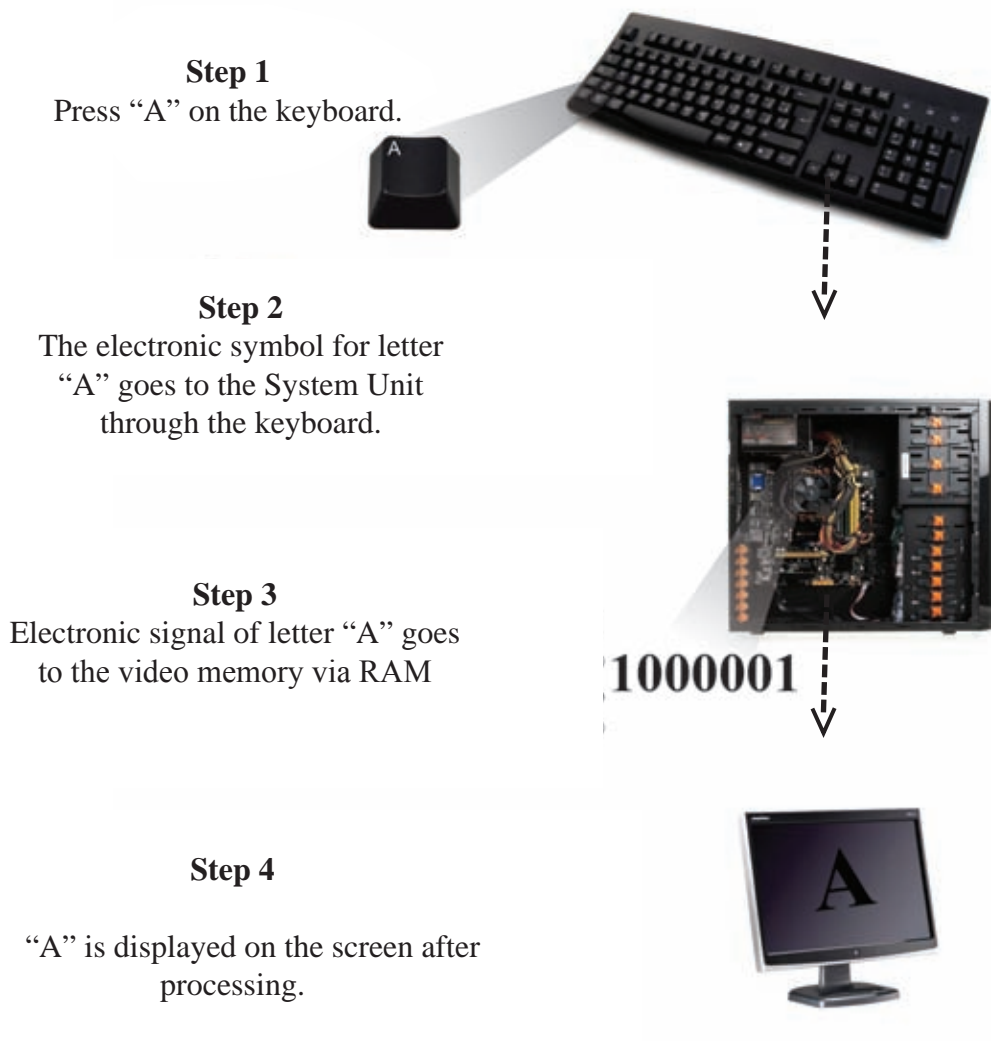 Step 1
Press “A” on the keyboard.
A
Step 2
The electronic symbol for letter
“A” goes to the System Unit
through the keyboard.
Step 3
Electronic signal of letter “A” goes
to the video memory via RAM
1000001
Step 4
“A” is displayed on the screen after
processing.
A